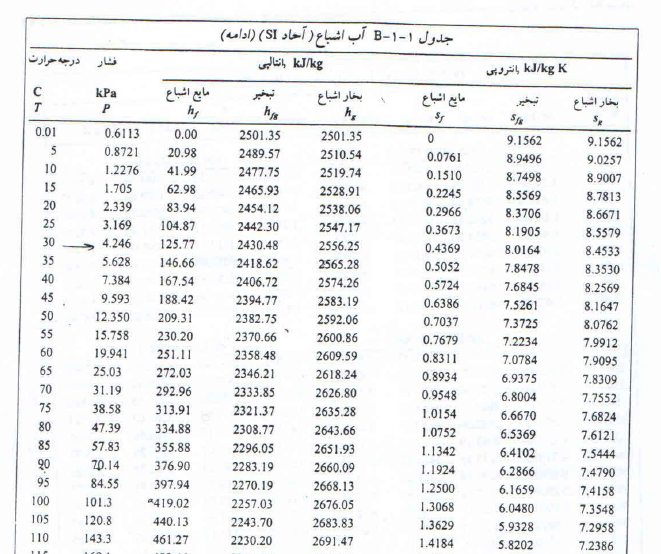 جدول ۱-۱-B آب اشباع (آحاد SI) (ادامه)
درجه حرارت فشار انتالپی، kJ/kg انتروپی، kJ/kg K
مایع اشباع تبخیر بخار اشباع مایع اشباع تبخیر بخار اشباع
C kPa
T P hf hfg hg sf sfg sg
0.01 0.6113 0.00 2501.35 2501.35 0 9.1562 9.1562
5 0.8721 20.98 2489.57 2510.54 0.0761 8.9496 9.0257
10 1.2276 41.99 2477.75 2519.74 0.1510 8.7498 8.9007
15 1.705 62.98 2465.93 2528.91 0.2245 8.5569 8.7813
20 2.339 83.94 2454.12 2538.06 0.2966 8.3706 8.6671
25 3.169 104.87 2442.30 2547.17 0.3673 8.1905 8.5579
30 4.246 125.77 2430.48 2556.25 0.4369 8.0164 8.4533
35 5.628 146.66 2418.62 2565.28 0.5052 7.8478 8.3530
40 7.384 167.54 2406.72 2574.26 0.5724 7.6845 8.2569
45 9.593 188.42 2394.77 2583.19 0.6386 7.5261 8.1647
50 12.350 209.31 2382.75 2592.06 0.7037 7.3725 8.0762
55 15.758 230.20 2370.66 2600.86 0.7679 7.2234 7.9912
60 19.941 251.11 2358.48 2609.59 0.8311 7.0784 7.9095
65 25.03 272.03 2346.21 2618.24 0.8934 6.9375 7.8309
70 31.19 292.96 2333.85 2626.80 0.9548 6.8004 7.7552
75 38.58 313.91 2321.37 2635.28 1.0154 6.6670 7.6824
80 47.39 334.88 2308.77 2643.66 1.0752 6.5369 7.6121
85 57.83 355.88 2296.05 2651.93 1.1342 6.4102 7.5444
90 70.14 376.90 2283.19 2660.09 1.1924 6.2866 7.4790
95 84.55 397.94 2270.19 2668.13 1.2500 6.1659 7.4158
100 101.3 419.02 2257.03 2676.05 1.3068 6.0480 7.3548
105 120.8 440.13 2243.70 2683.83 1.3629 5.9328 7.2958
110 143.3 461.27 2230.20 2691.47 1.4184 5.8202 7.2386